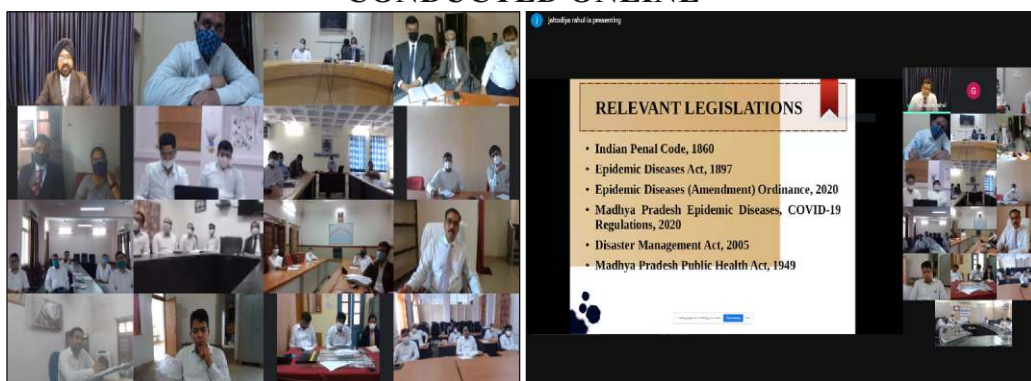 CONDUCTED ONLINE
jahodiya rahul is presenting
G
RELEVANT LEGISLATIONS
• Indian Penal Code, 1860
• Epidemic Diseases Act, 1897
• Epidemic Diseases (Amendment) Ordinance, 2020
• Madhya Pradesh Epidemic Diseases, COVID-19
Regulations, 2020
• Disaster Management Act, 2005
• Madhya Pradesh Public Health Act, 1949